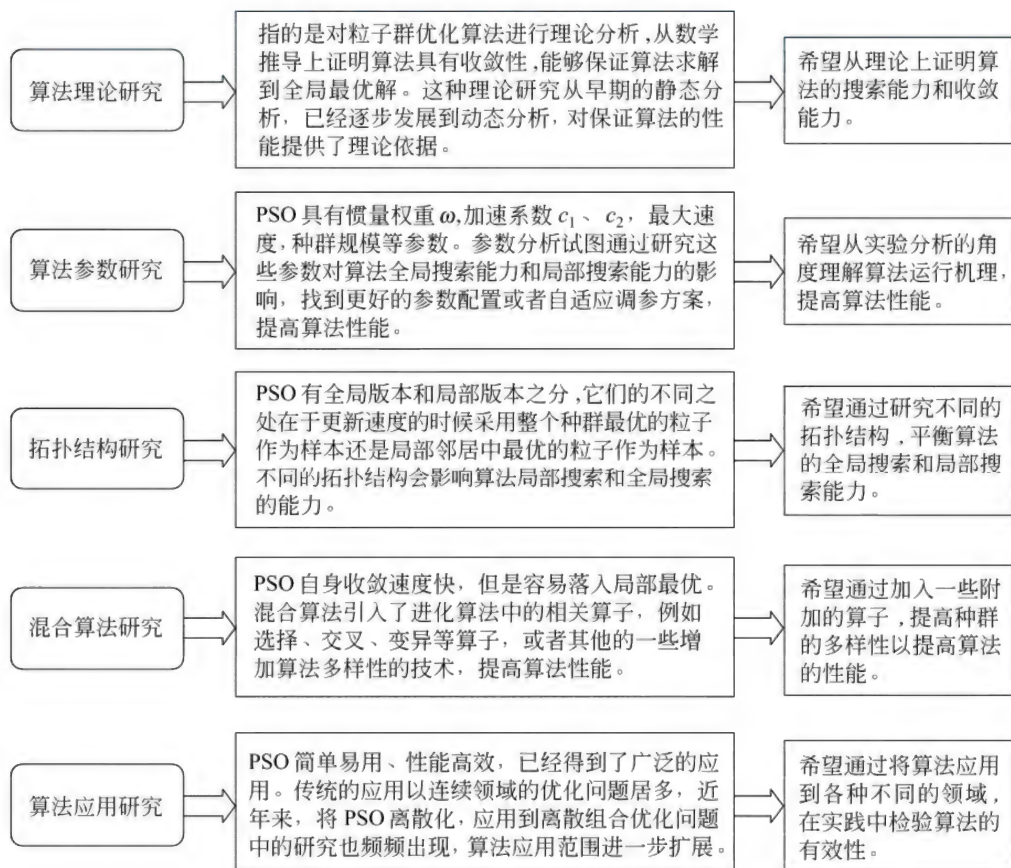 算法理论研究
指的是对粒子群优化算法进行理论分析,从数学
推导上证明算法具有收敛性,能够保证算法求解
到全局最优解。这种理论研究从早期的静态分
析，已经逐步发展到动态分析，对保证算法的性
能提供了理论依据。
希望从理论上证明算
法的搜索能力和收敛
能力。
算法参数研究
PSO 具有惯量权重 ω,加速系数 c₁、c₂，最大速
度,种群规模等参数。参数分析试图通过研究这
些参数对算法全局搜索能力和局部搜索能力的影
响，找到更好的参数配置或者自适应调参方案，
提高算法性能。
希望从实验分析的角
度理解算法运行机理，
提高算法性能。
拓扑结构研究
PSO 有全局版本和局部版本之分,它们的不同之
处在于更新速度的时候采用整个种群最优的粒子
作为样本还是局部邻居中最优的粒子作为样本。
不同的拓扑结构会影响算法局部搜索和全局搜索
的能力。
希望通过研究不同的
拓扑结构,平衡算法
的全局搜索和局部搜
索能力。
混合算法研究
PSO 自身收敛速度快，但是容易落入局部最优。
混合算法引入了进化算法中的相关算子，例如
选择、交叉、变异等算子，或者其他的一些增
加算法多样性的技术，提高算法性能。
希望通过加入一些附
加的算子,提高种群
的多样性以提高算法
的性能。
算法应用研究
PSO 简单易用、性能高效，已经得到了广泛的应
用。传统的应用以连续领域的优化问题居多，近
年来，将 PSO 离散化，应用到离散组合优化问题
中的研究也频频出现，算法应用范围进一步扩展。
希望通过将算法应用
到各种不同的领域，
在实践中检验算法的
有效性。